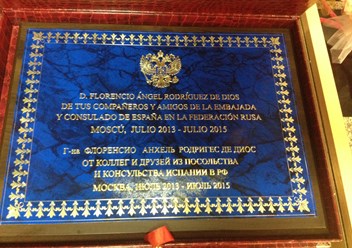 D. FLORENCIO ÁNGEL RODRÍGUEZ DE DIOS
DE TUS COMPAÑEROS Y AMIGOS DE LA EMBAJADA
Y CONSULADO DE ESPAÑA EN LA FEDERACIÓN RUSA
MOSCÚ, JULIO 2013 - JULIO 2015
Г-на ФЛОРЕНСИО АНХЕЛЬ РОДРИГЕС ДЕ ДИОС
ОТ КОЛЛЕГ И ДРУЗЕЙ ИЗ ПОСОЛЬСТВА
И КОНСУЛЬСТВА ИСПАНИИ В РФ
МОСКВА, ИЮЛЬ 2013 - ИЮЛЬ 2015